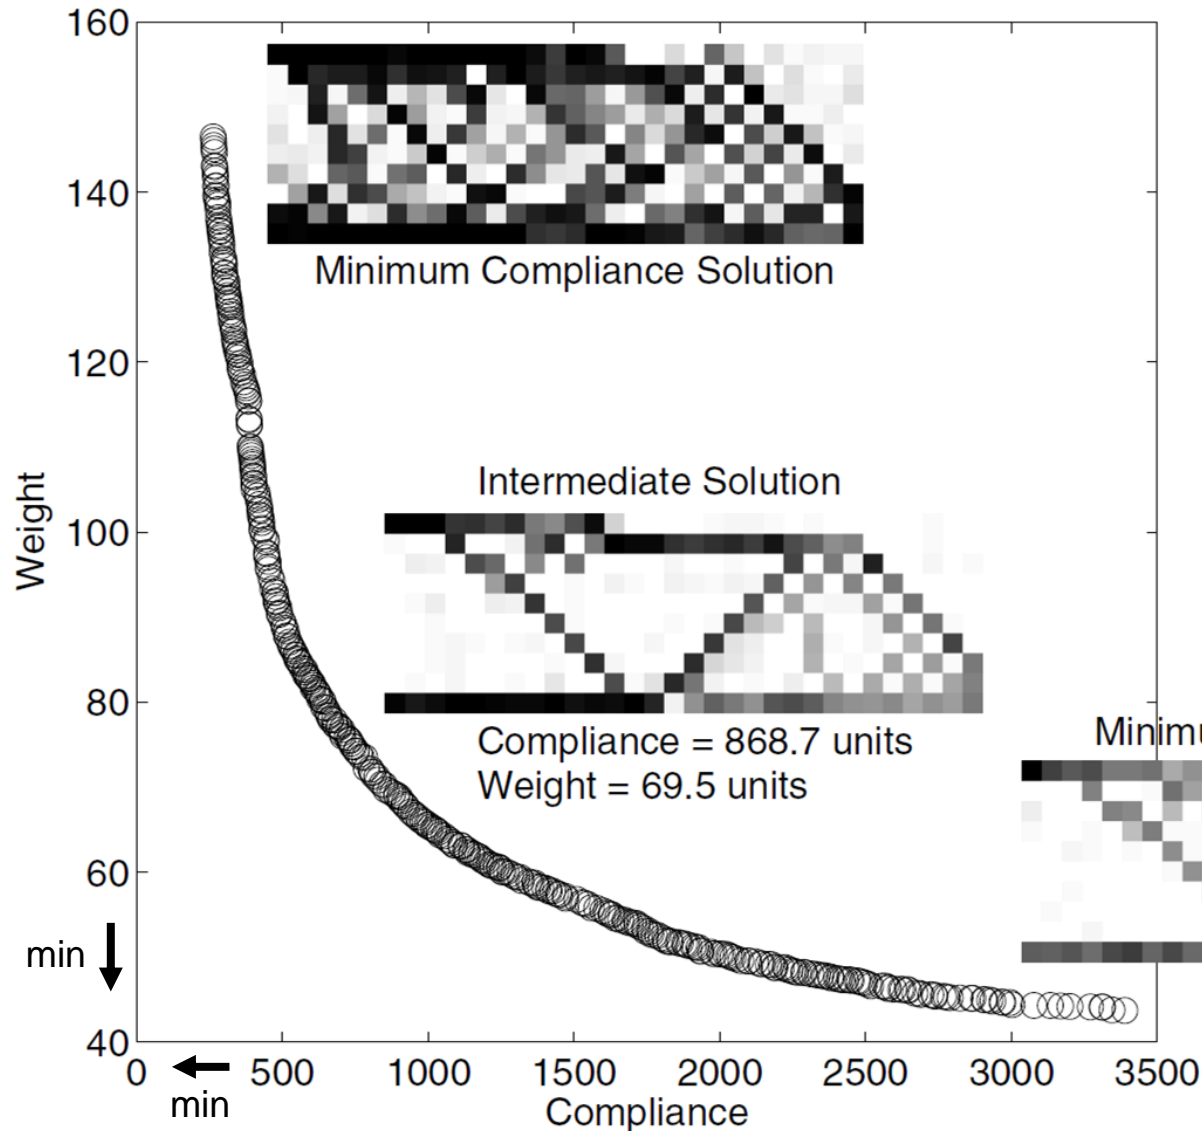 160
140
120
100
80
60
40
Weight
Minimum Compliance Solution
Intermediate Solution
Compliance = 868.7 units
Weight = 69.5 units
Minimu
min
0 500 1000 1500 2000 2500 3000 3500
min
Compliance